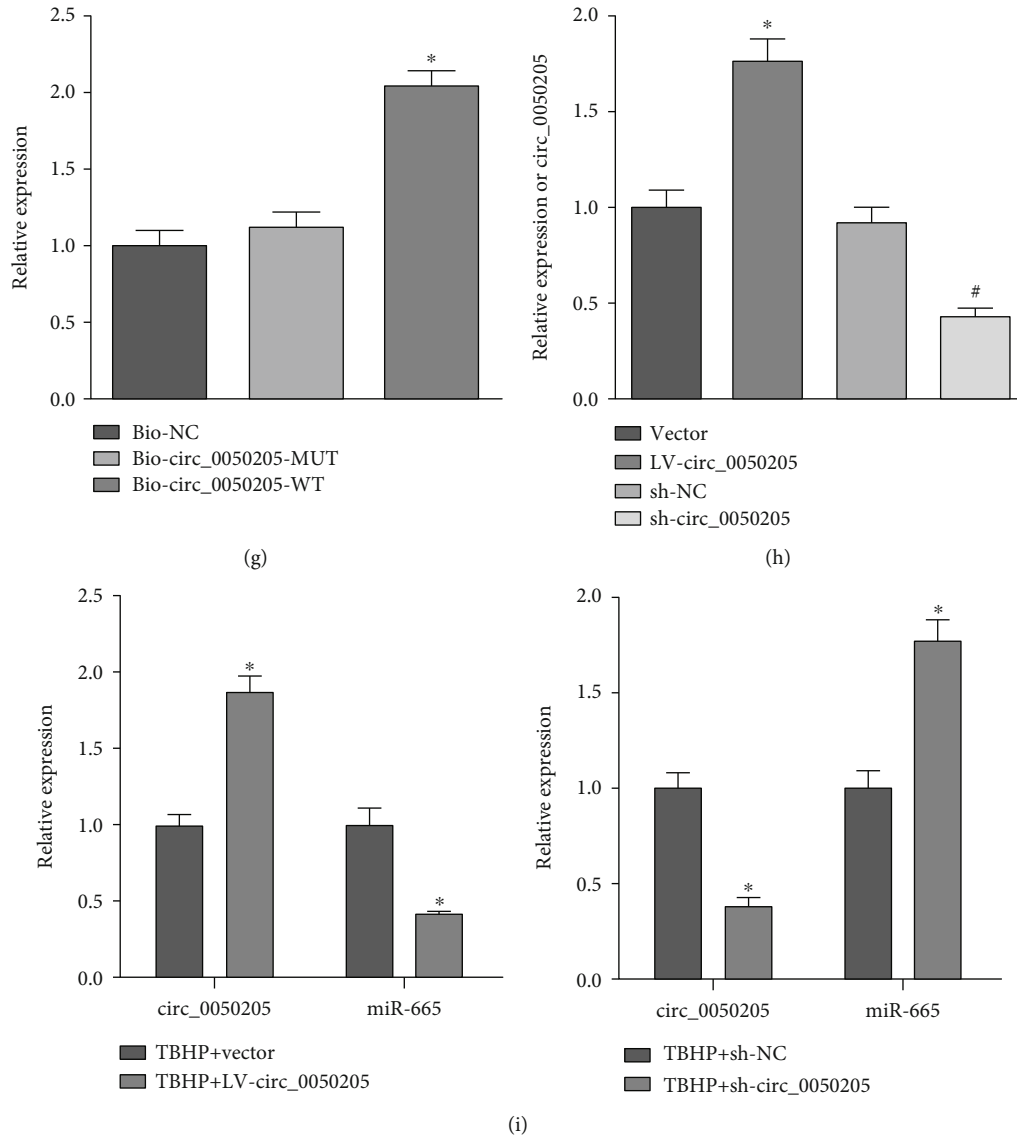 2.5
2.0
1.5
1.0
0.5
0.0
Relative expression
*
Bio-NC
Bio-circ_0050205-MUT
Bio-circ_0050205-WT
(g)
2.0
1.5
1.0
0.5
0.0
Relative expression or circ_0050205
*
#
Vector
LV-circ_0050205
sh-NC
sh-circ_0050205
(h)
2.5
2.0
1.5
1.0
0.5
0.0
Relative expression
*
*
circ_0050205 miR-665
TBHP+vector
TBHP+LV-circ_0050205
2.0
1.5
1.0
0.5
0.0
Relative expression
*
*
circ_0050205 miR-665
TBHP+sh-NC
TBHP+sh-circ_0050205
(i)